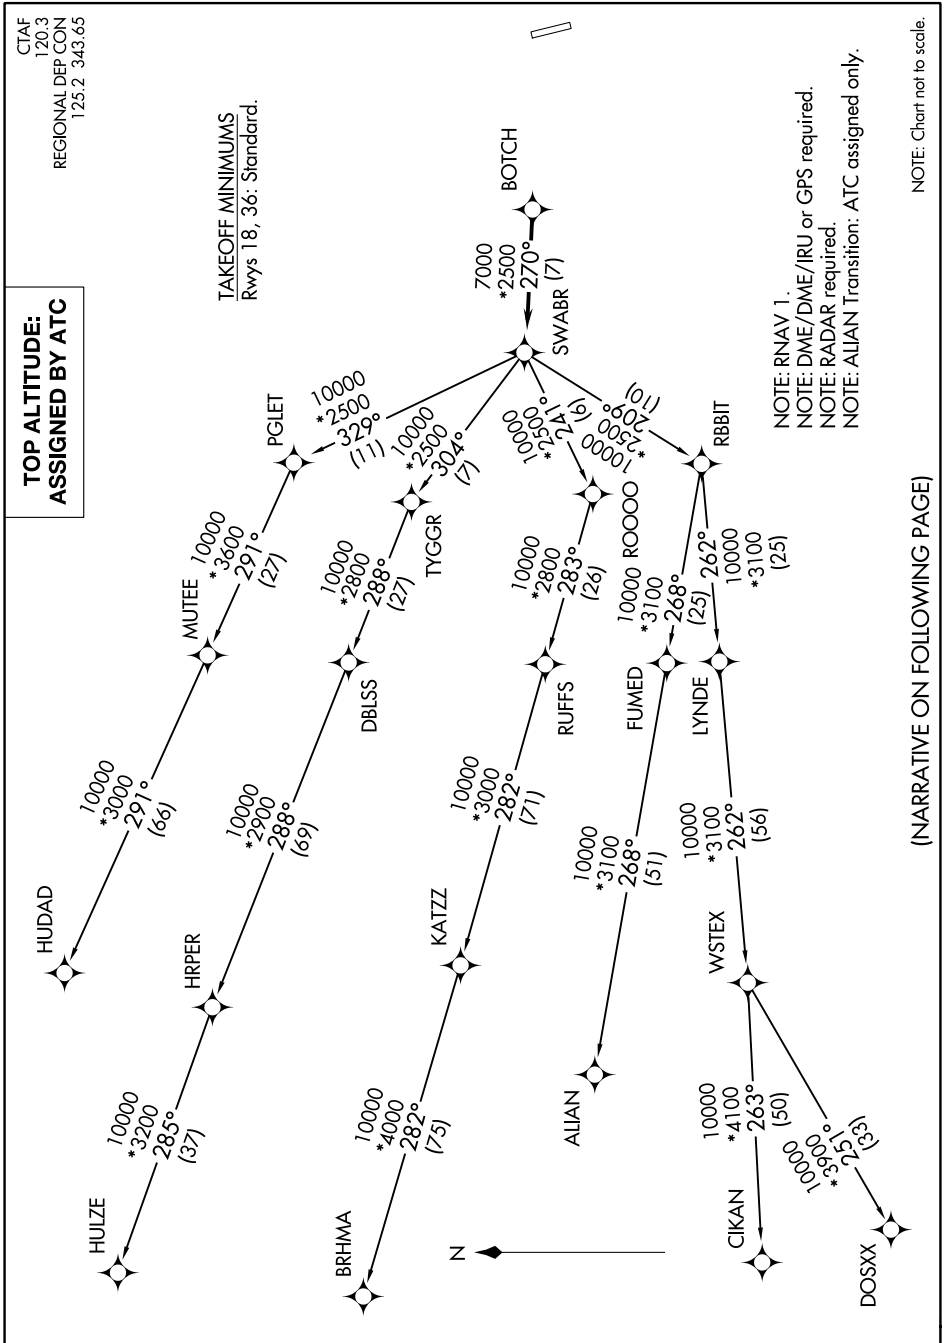 CTAF
120.3
REGIONAL DEP CON
125.2 343.65
TOP ALTITUDE:
ASSIGNED BY ATC
TAKEOFF MINIMUMS
Rwys 18, 36: Standard.
BOTCH
7000
*2500
270°
(7)
SWABR
10000
*2500
329°
(11)
PGLET
10000
*3600
291°
(27)
MUTEE
10000
*3000
291°
(66)
HUDAD
10000
*2500
304°
(7)
TYGGR
10000
*2800
288°
(27)
DBLSS
10000
*2900
288°
(69)
HRPER
10000
*3200
285°
(37)
HULZE
10000
*2500
241°
(9)
ROOOO
10000
*2800
283°
(26)
RUFFS
10000
*3000
282°
(71)
KATZZ
10000
*4000
282°
(75)
BRHMA
10000
*2500
209°
(10)
RBBIT
10000
*3100
268°
(25)
FUMED
10000
*3100
268°
(51)
ALIAN
262°
10000
*3100
(25)
LYNDE
10000
*3100
262°
(56)
WSTEX
10000
*4100
263°
(50)
CIKAN
10000
*3900
251°
(33)
DOSXX
N
NOTE: RNAV 1.
NOTE: DME/DME/IRU or GPS required.
NOTE: RADAR required.
NOTE: ALIAN Transition: ATC assigned only.
NOTE: Chart not to scale.
(NARRATIVE ON FOLLOWING PAGE)